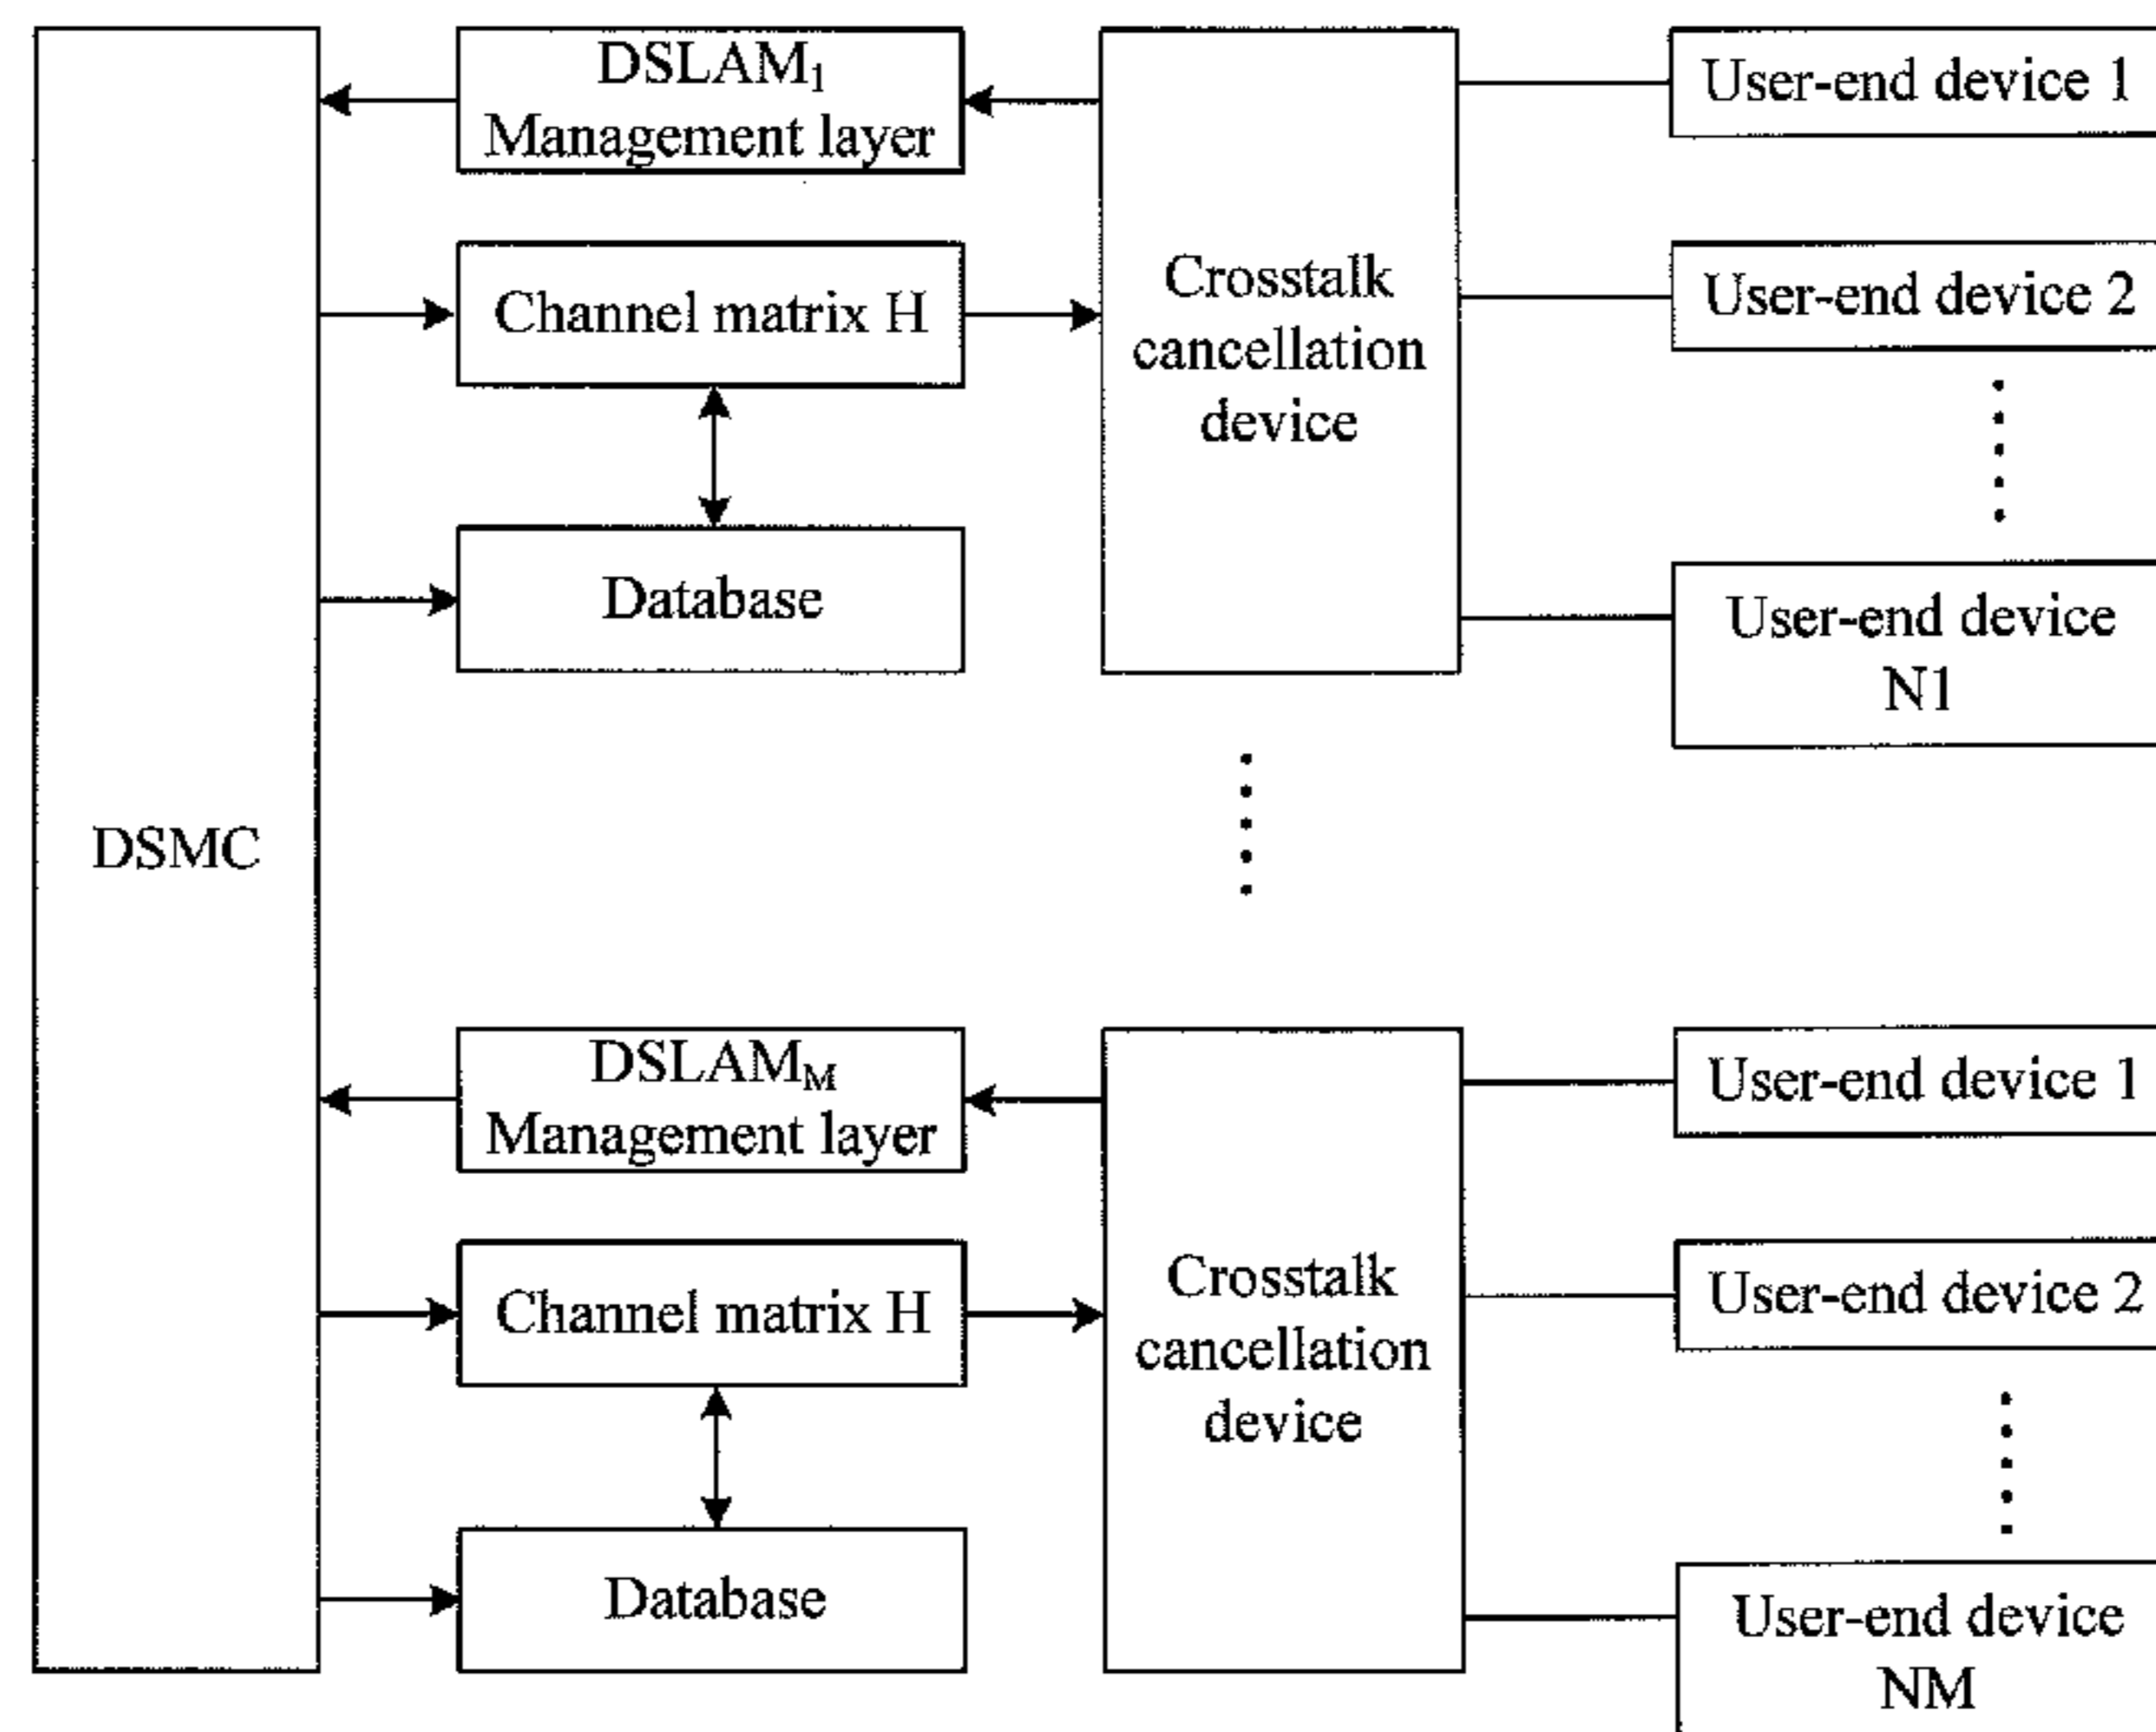 DSMC
DSLAM₁
Management layer
Channel matrix H
Database
Crosstalk
cancellation
device
User-end device 1
User-end device 2
User-end device
N1
DSLAM_M
Management layer
Channel matrix H
Database
Crosstalk
cancellation
device
User-end device 1
User-end device 2
User-end device
NM